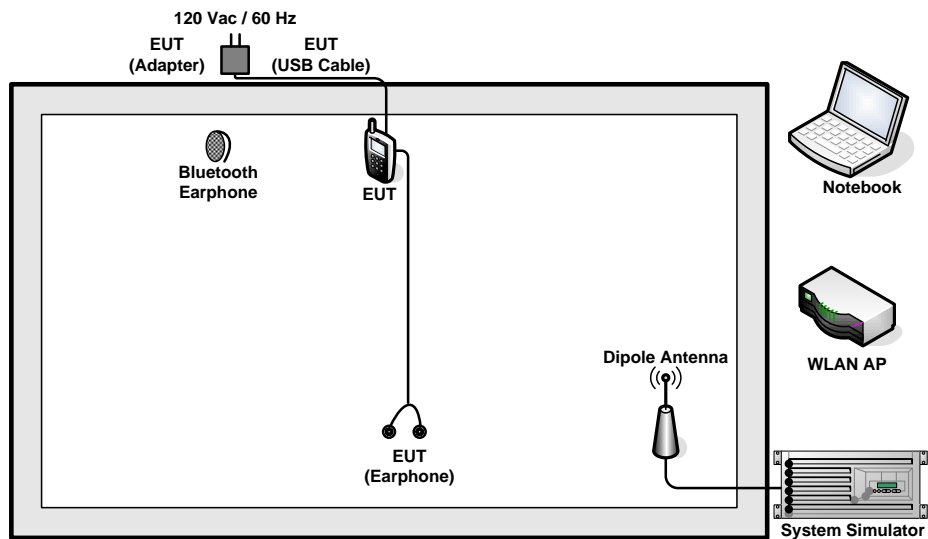 120 Vac / 60 Hz
EUT
(Adapter)
EUT
(USB Cable)
Bluetooth
Earphone
EUT
Notebook
WLAN AP
Dipole Antenna
EUT
(Earphone)
System Simulator